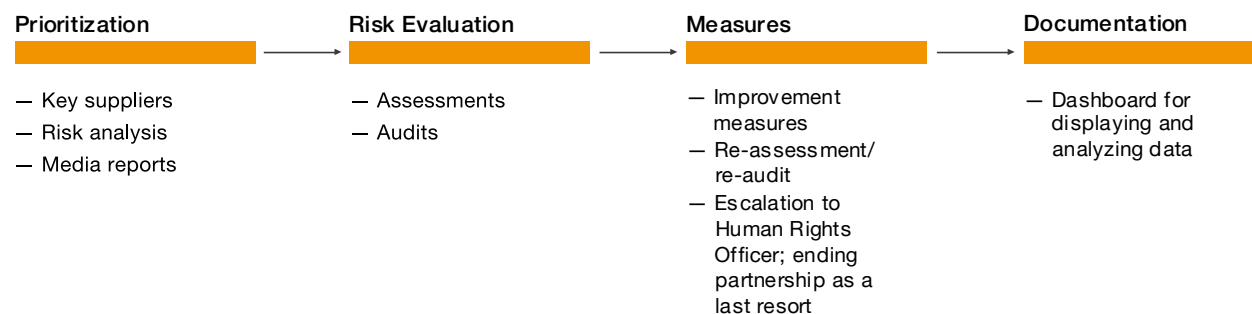 Prioritization
— Key suppliers
— Risk analysis
— Media reports
Risk Evaluation
— Assessments
— Audits
Measures
— Improvement
measures
— Re-assessment/
re-audit
— Escalation to
Human Rights
Officer; ending
partnership as a
last resort
Documentation
— Dashboard for
displaying and
analyzing data